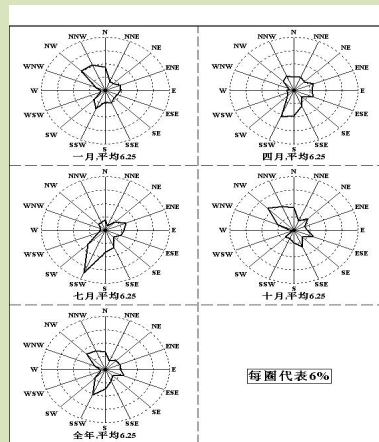 N
NNW
NNE
NW
NE
WNW
ENE
W
E
WSW
ESE
SW
SE
SSW
SSE
S
一月,平均6.25
N
NNW
NNE
NW
NE
WNW
ENE
W
E
WSW
ESE
SW
SE
SSW
SSE
S
四月,平均6.25
N
NNW
NNE
NW
NE
WNW
ENE
W
E
WSW
ESE
SW
SE
SSW
SSE
S
七月,平均6.25
N
NNW
NNE
NW
NE
WNW
ENE
W
E
WSW
ESE
SW
SE
SSW
SSE
S
十月,平均6.25
N
NNW
NNE
NW
NE
WNW
ENE
W
E
WSW
ESE
SW
SE
SSW
SSE
S
全年,平均6.25
每圈代表6%